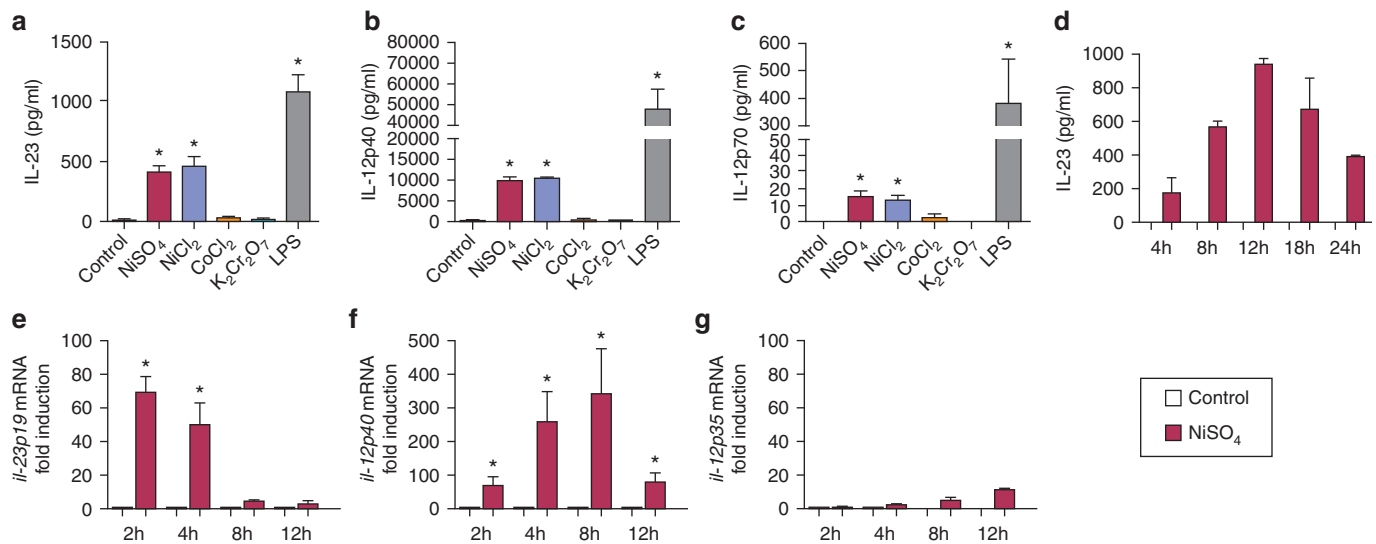 a
1500
1000
500
0
IL-23 (pg/ml)
*
*
*
Control
NiSO4
NiCl2
CoCl2
K2Cr2O7
LPS
b
80000
70000
60000
50000
40000
20000
15000
10000
5000
0
IL-12p40 (pg/ml)
*
*
*
Control
NiSO4
NiCl2
CoCl2
K2Cr2O7
LPS
c
600
500
400
300
50
40
30
20
10
0
IL-12p70 (pg/ml)
*
*
*
Control
NiSO4
NiCl2
CoCl2
K2Cr2O7
LPS
d
1000
800
600
400
200
0
IL-23 (pg/ml)
4h 8h 12h 18h 24h
e
100
80
60
40
20
0
il-23p19 mRNA
fold induction
*
*
2h 4h 8h 12h
f
500
400
300
200
100
0
il-12p40 mRNA
fold induction
*
*
*
*
2h 4h 8h 12h
g
100
80
60
40
20
0
il-12p35 mRNA
fold induction
2h 4h 8h 12h
Control
NiSO4